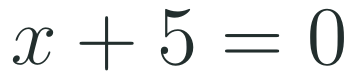 x + 5 = 0